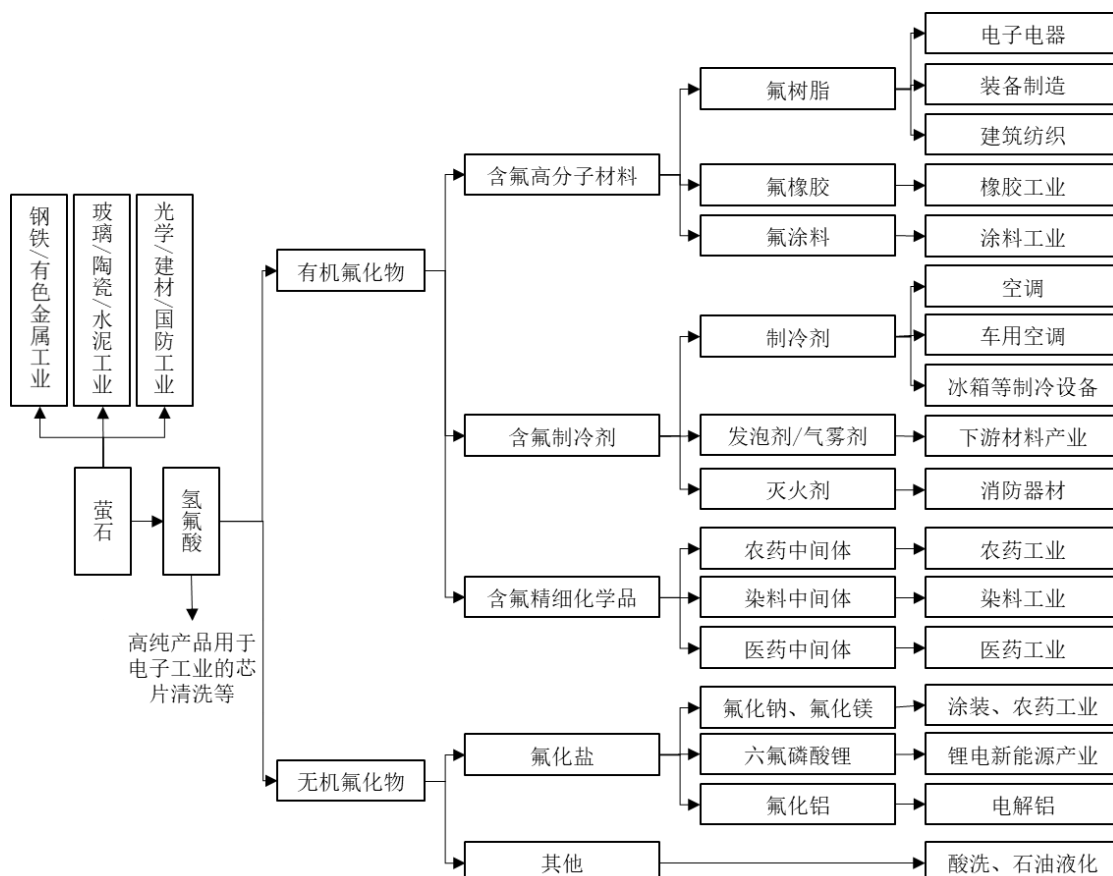 电子电器
氟树脂
装备制造
建筑纺织
含氟高分子材料
氟橡胶
橡胶工业
钢铁/有色金属工业
玻璃/陶瓷/水泥工业
光学/建材/国防工业
氟涂料
涂料工业
有机氟化物
空调
制冷剂
车用空调
冰箱等制冷设备
含氟制冷剂
发泡剂/气雾剂
下游材料产业
萤石
氢氟酸
灭火剂
消防器材
农药中间体
农药工业
含氟精细化学品
染料中间体
染料工业
高纯产品用于
电子工业的芯
片清洗等
医药中间体
医药工业
氟化钠、氟化镁
涂装、农药工业
氟化盐
六氟磷酸锂
锂电新能源产业
无机氟化物
氟化铝
电解铝
其他
酸洗、石油液化